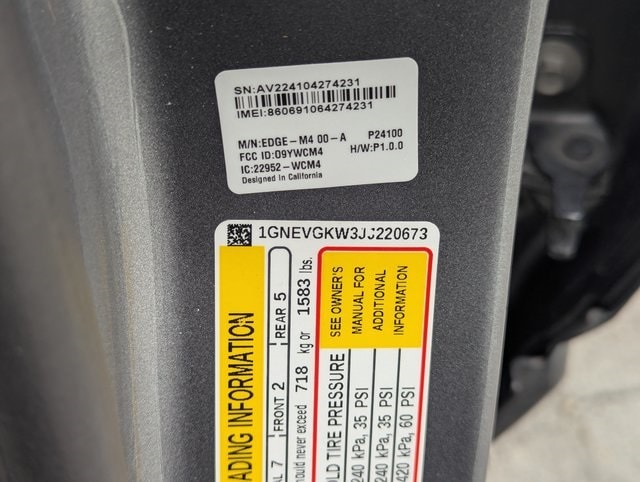 SN:AV224104274231
IMEI:860691064274231
M/N:EDGE-M4 00-A P24100
FCC ID:09YWCM4 H/W:P1.0.0
IC:22952-WCM4
Designed in California
1GNEVGKW3JJ220673
ADING INFORMATION
AL 7 FRONT 2 REAR 5
hould never exceed 718 kg or 1583 lbs.
OLD TIRE PRESSURE
SEE OWNER'S
MANUAL FOR
ADDITIONAL
INFORMATION
240 kPa, 35 PSI
240 kPa, 35 PSI
420 kPa, 60 PSI